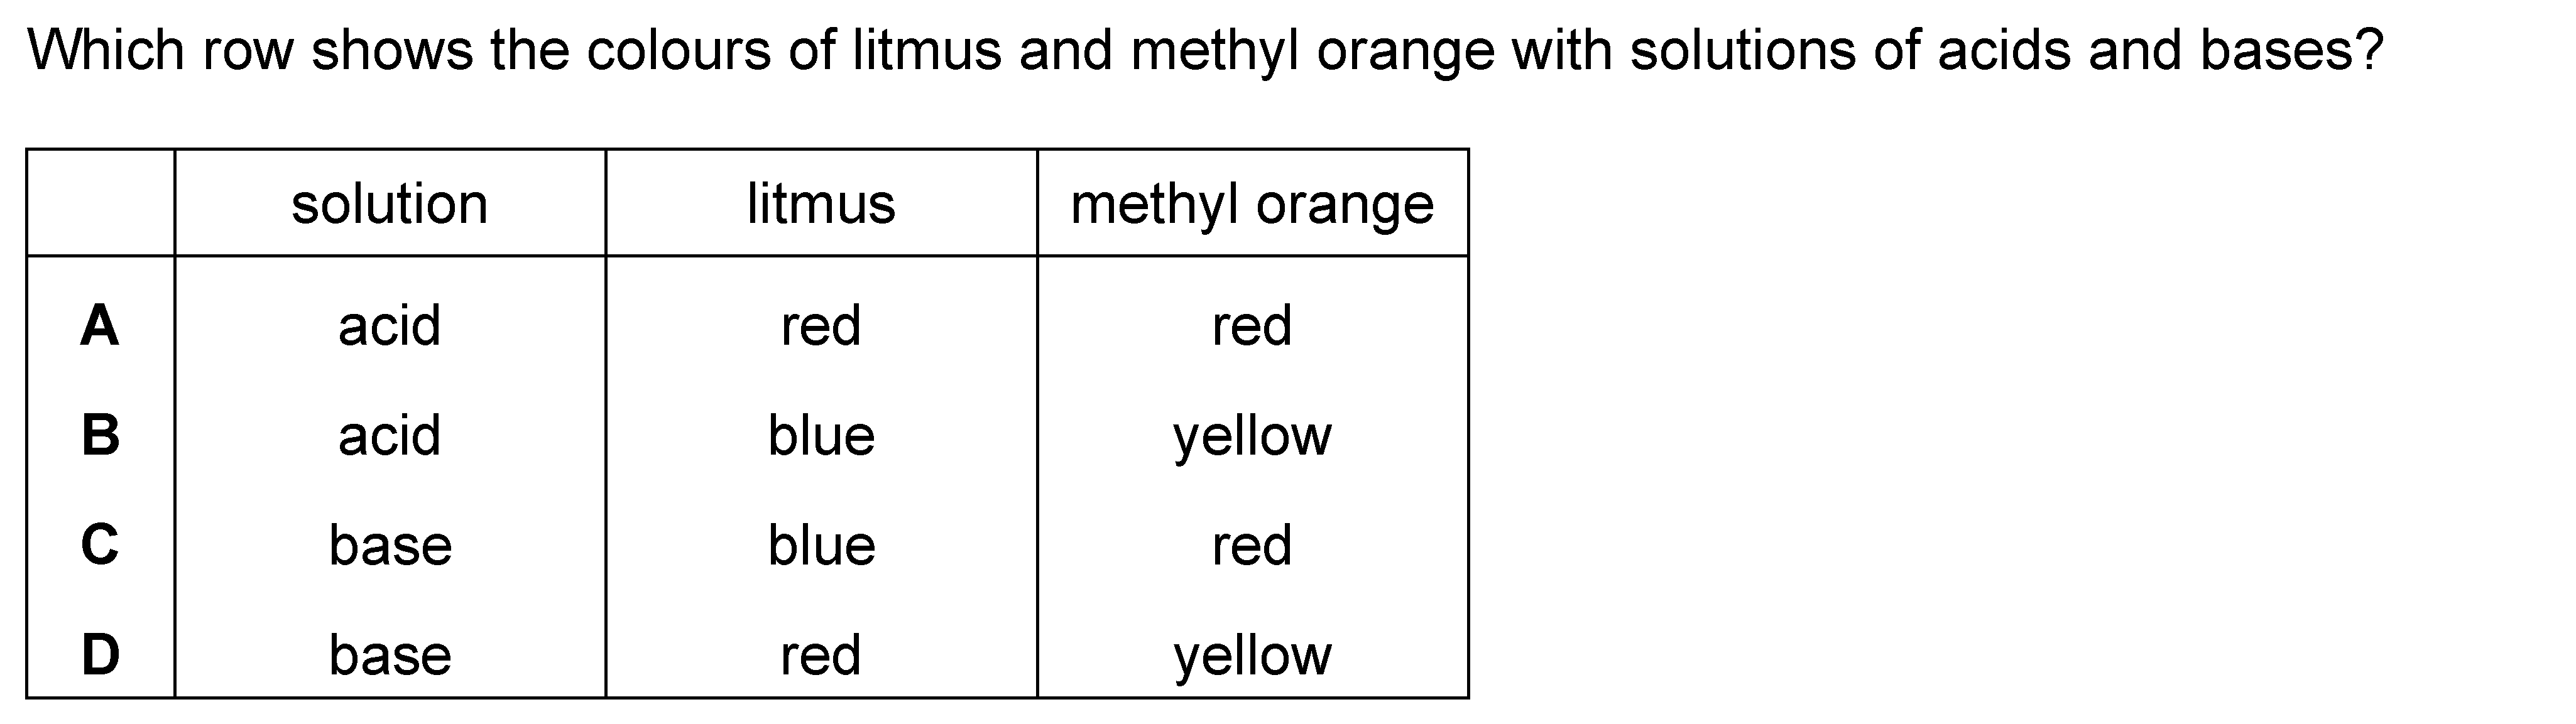 Which row shows the colours of litmus and methyl orange with solutions of acids and bases?
solution litmus methyl orange
A acid red red
B acid blue yellow
C base blue red
D base red yellow